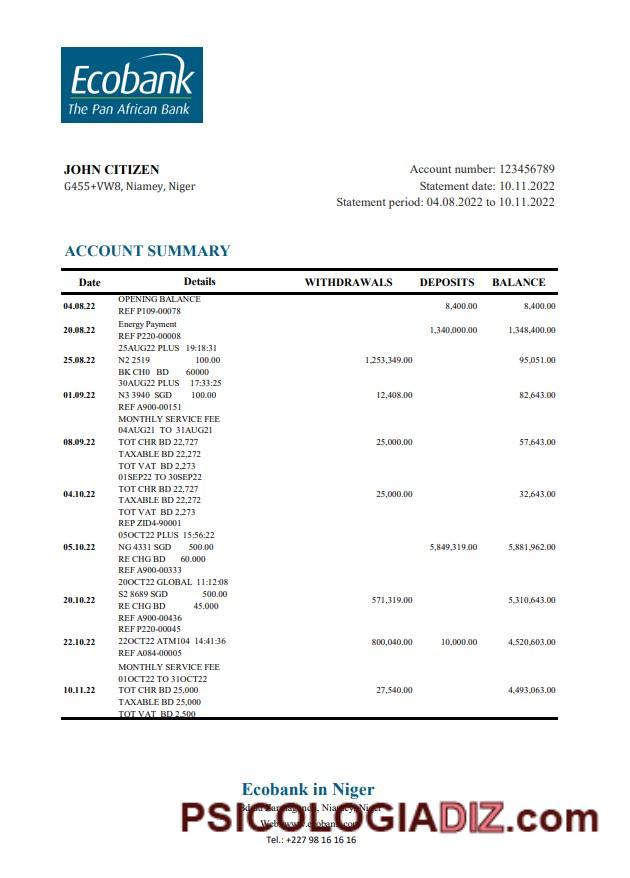 Ecobank
The Pan African Bank
JOHN CITIZEN
G455+VW8, Niamey, Niger
Account number: 123456789
Statement date: 10.11.2022
Statement period: 04.08.2022 to 10.11.2022
ACCOUNT SUMMARY
Date Details WITHDRAWALS DEPOSITS BALANCE
OPENING BALANCE
04.08.22 8,400.00 8,400.00
REF P109-00078
Energy Payment
20.08.22 1,340,000.00 1,348,400.00
REF P220-00008
25AUG22 PLUS 19:18:31
25.08.22 N2 2519 100.00 1,253,349.00 95,051.00
BK CH0 BD 60000
30AUG22 PLUS 17:33:25
01.09.22 N3 3940 SGD 100.00 12,408.00 82,643.00
REF A900-00151
MONTHLY SERVICE FEE
04AUG21 TO 31AUG21
08.09.22 TOT CHR BD 22,727 25,000.00 57,643.00
TAXABLE BD 22,272
TOT VAT BD 2,273
01SEP22 TO 30SEP22
TOT CHR BD 22,727
04.10.22 25,000.00 32,643.00
TAXABLE BD 22,272
TOT VAT BD 2,273
REP ZID4-90001
05OCT22 PLUS 15:56:22
05.10.22 NG 4331 SGD 500.00 5,849,319.00 5,881,962.00
RE CHG BD 60.000
REF A900-00333
20OCT22 GLOBAL 11:12:08
S2 8689 SGD 500.00
20.10.22 571,319.00 5,310,643.00
RE CHG BD 45.000
REF A900-00436
REF P220-00045
22.10.22 22OCT22 ATM104 14:41:36 800,040.00 10,000.00 4,520,603.00
REF A084-00005
MONTHLY SERVICE FEE
01OCT22 TO 31OCT22
10.11.22 TOT CHR BD 25,000 27,540.00 4,493,063.00
TAXABLE BD 25,000
TOT VAT BD 2,500
Ecobank in Niger
Niamey, Niger
PSICOLOGIADIZ.com
Tel.: +227 98 16 16 16